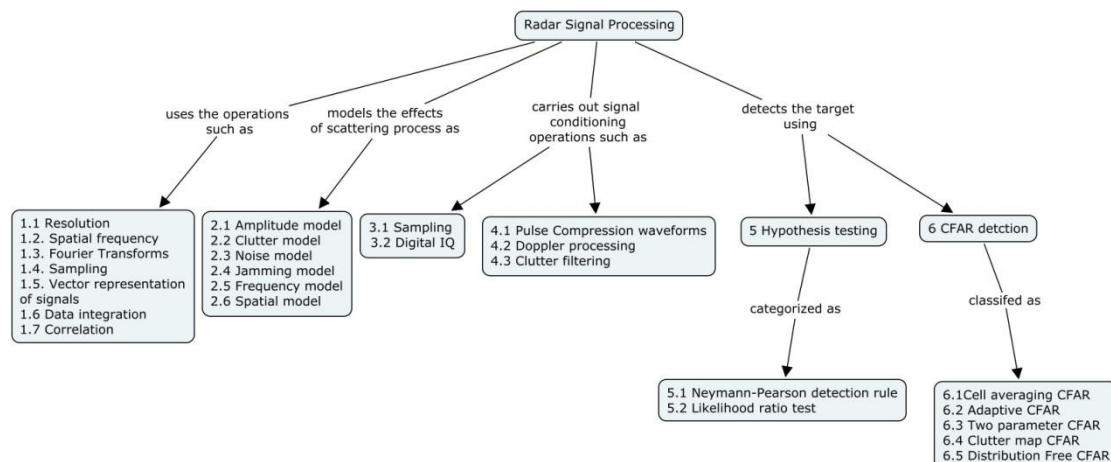 Radar Signal Processing
uses the operations
such as
models the effects
of scattering process as
carries out signal
conditioning
operations such as
detects the target
using
1.1 Resolution
1.2. Spatial frequency
1.3. Fourier Transforms
1.4. Sampling
1.5. Vector representation
of signals
1.6 Data integration
1.7 Correlation
2.1 Amplitude model
2.2 Clutter model
2.3 Noise model
2.4 Jamming model
2.5 Frequency model
2.6 Spatial model
3.1 Sampling
3.2 Digital IQ
4.1 Pulse Compression waveforms
4.2 Doppler processing
4.3 Clutter filtering
5 Hypothesis testing
6 CFAR detction
categorized as
classifed as
5.1 Neymann-Pearson detection rule
5.2 Likelihood ratio test
6.1Cell averaging CFAR
6.2 Adaptive CFAR
6.3 Two parameter CFAR
6.4 Clutter map CFAR
6.5 Distribution Free CFAR